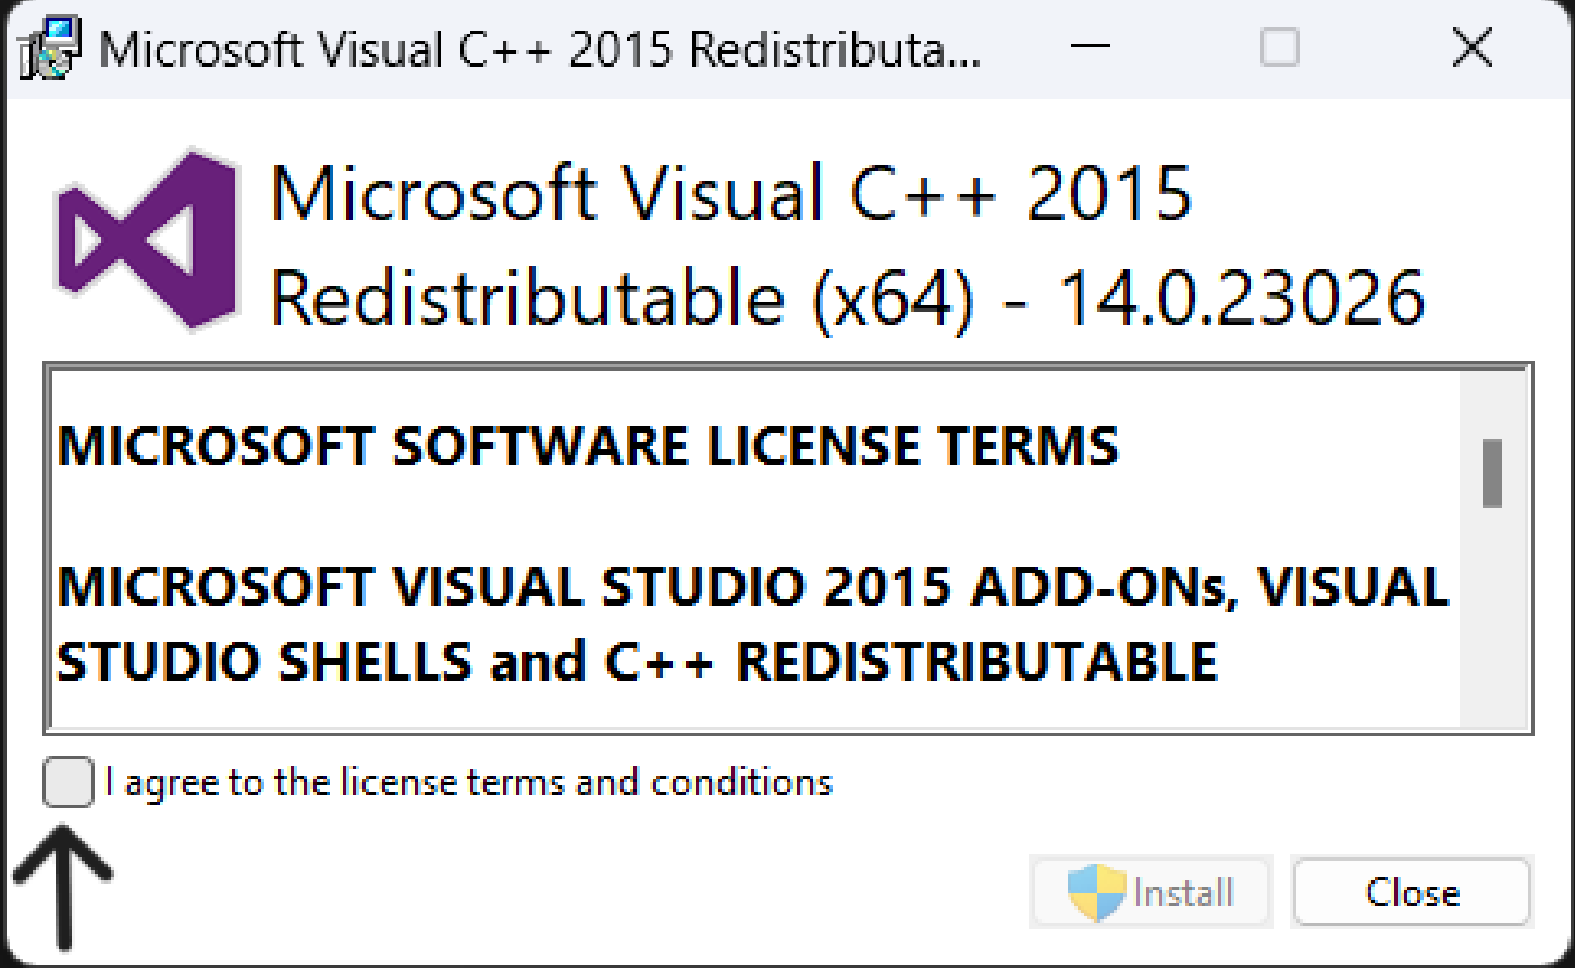 Microsoft Visual C++ 2015 Redistributa...
Microsoft Visual C++ 2015
Redistributable (x64) - 14.0.23026
MICROSOFT SOFTWARE LICENSE TERMS
MICROSOFT VISUAL STUDIO 2015 ADD-ONs, VISUAL
STUDIO SHELLS and C++ REDISTRIBUTABLE
I agree to the license terms and conditions
Install
Close